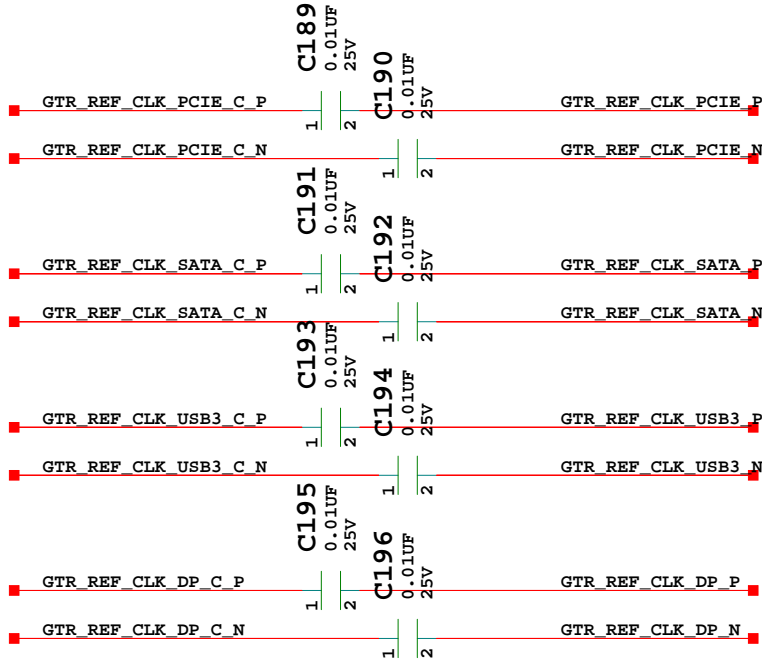 C189
0.01UF
25V
C190
0.01UF
25V
GTR_REF_CLK_PCIE_C_P
1
2
GTR_REF_CLK_PCIE_P
GTR_REF_CLK_PCIE_C_N
1
2
GTR_REF_CLK_PCIE_N
C191
0.01UF
25V
C192
0.01UF
25V
GTR_REF_CLK_SATA_C_P
1
2
GTR_REF_CLK_SATA_P
GTR_REF_CLK_SATA_C_N
1
2
GTR_REF_CLK_SATA_N
C193
0.01UF
25V
C194
0.01UF
25V
GTR_REF_CLK_USB3_C_P
1
2
GTR_REF_CLK_USB3_P
GTR_REF_CLK_USB3_C_N
1
2
GTR_REF_CLK_USB3_N
C195
0.01UF
25V
C196
0.01UF
25V
GTR_REF_CLK_DP_C_P
1
2
GTR_REF_CLK_DP_P
GTR_REF_CLK_DP_C_N
1
2
GTR_REF_CLK_DP_N